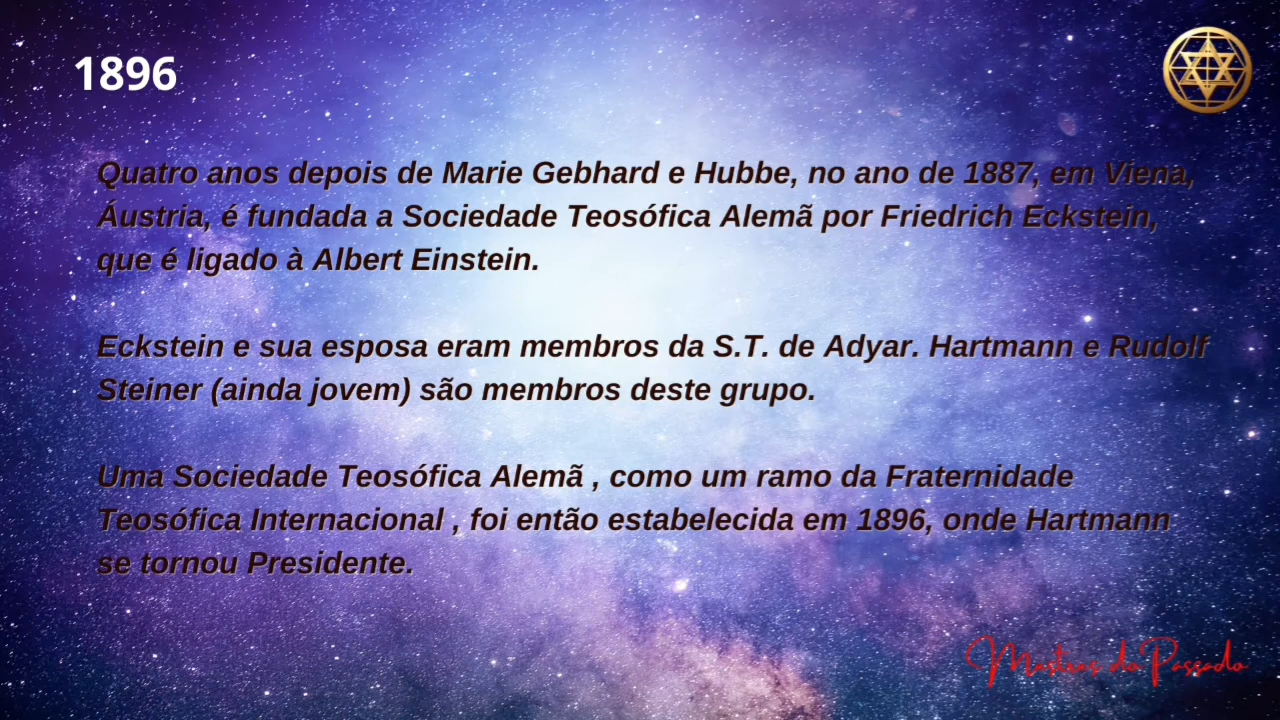 1896
Quatro anos depois de Marie Gebhard e Hubbe, no ano de 1887, em Viena,
Áustria, é fundada a Sociedade Teosófica Alemã por Friedrich Eckstein,
que é ligado à Albert Einstein.
Eckstein e sua esposa eram membros da S.T. de Adyar. Hartmann e Rudolf
Steiner (ainda jovem) são membros deste grupo.
Uma Sociedade Teosófica Alemã , como um ramo da Fraternidade
Teosófica Internacional , foi então estabelecida em 1896, onde Hartmann
se tornou Presidente.
Mestres do Passado